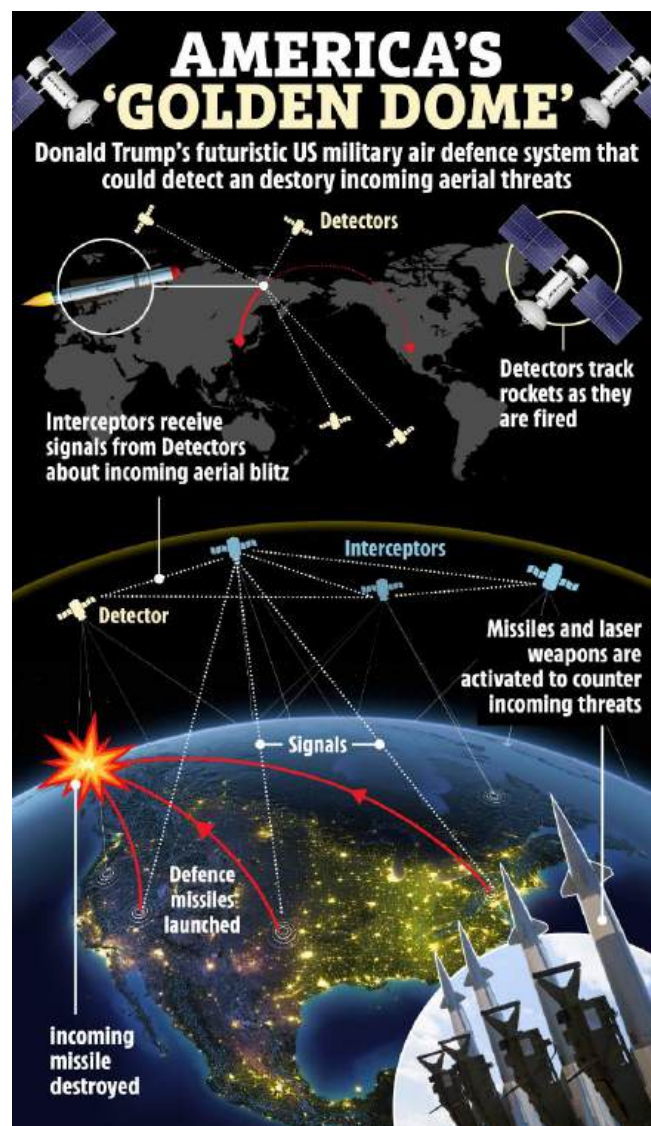 AMERICA'S
'GOLDEN DOME'
Donald Trump's futuristic US military air defence system that
could detect an destory incoming aerial threats
Detectors
Detectors track
rockets as they
are fired
Interceptors receive
signals from Detectors
about incoming aerial blitz
Interceptors
Detector
Missiles and laser
weapons are
activated to counter
incoming threats
Signals
Defence
missiles
launched
incoming
missile
destroyed